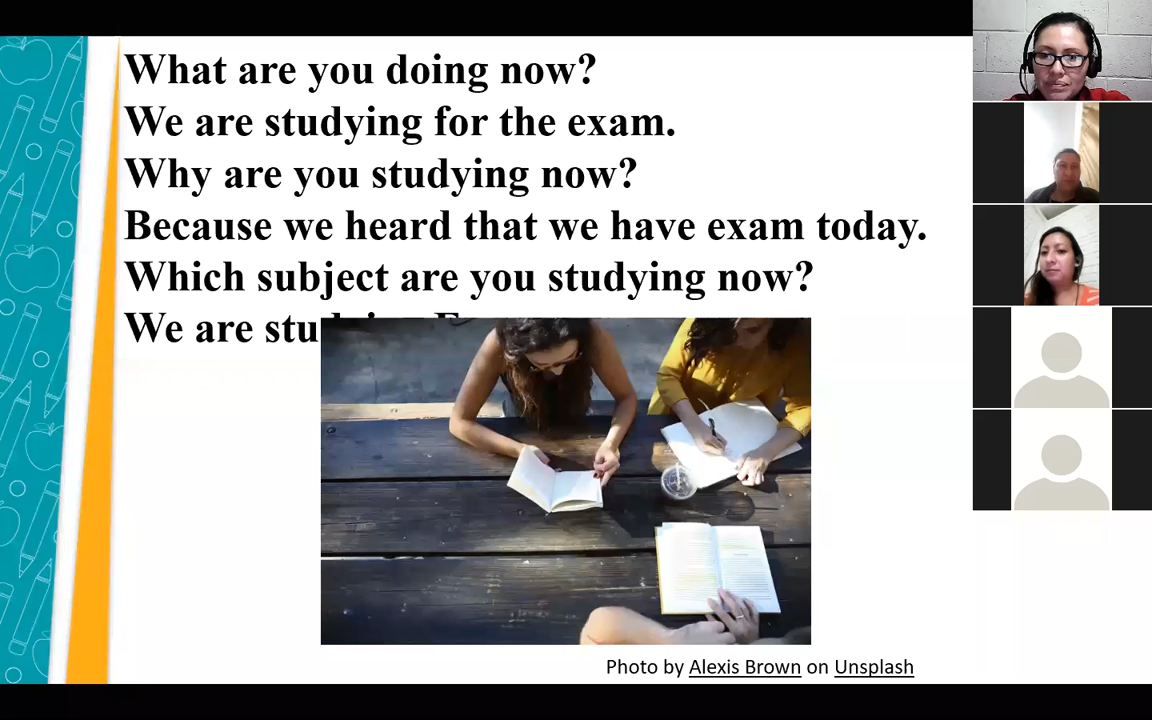 What are you doing now?
We are studying for the exam.
Why are you studying now?
Because we heard that we have exam today.
Which subject are you studying now?
We are studying
Photo by Alexis Brown on Unsplash